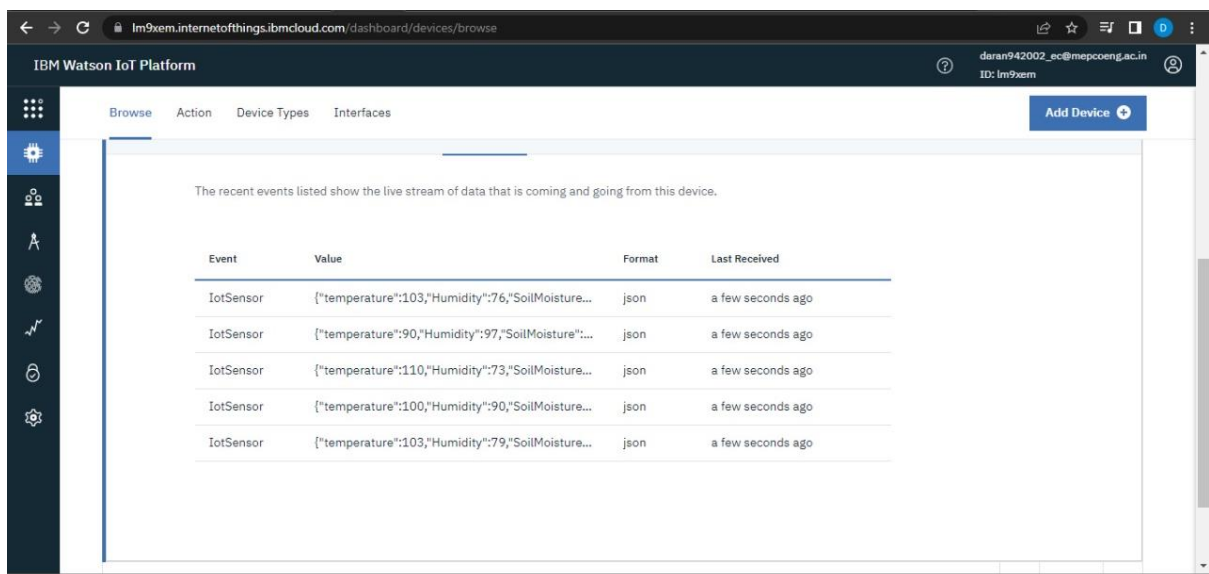 lm9xem.internetofthings.ibmcloud.com/dashboard/devices/browse
D
IBM Watson IoT Platform
daran942002_ec@mepcoeng.ac.in
ID: lm9xem
Browse Action Device Types Interfaces
Add Device
The recent events listed show the live stream of data that is coming and going from this device.
Event Value Format Last Received
IotSensor {"temperature":103,"Humidity":76,"SoilMoisture... json a few seconds ago
IotSensor {"temperature":90,"Humidity":97,"SoilMoisture":... json a few seconds ago
IotSensor {"temperature":110,"Humidity":73,"SoilMoisture... json a few seconds ago
IotSensor {"temperature":100,"Humidity":90,"SoilMoisture... json a few seconds ago
IotSensor {"temperature":103,"Humidity":79,"SoilMoisture... json a few seconds ago